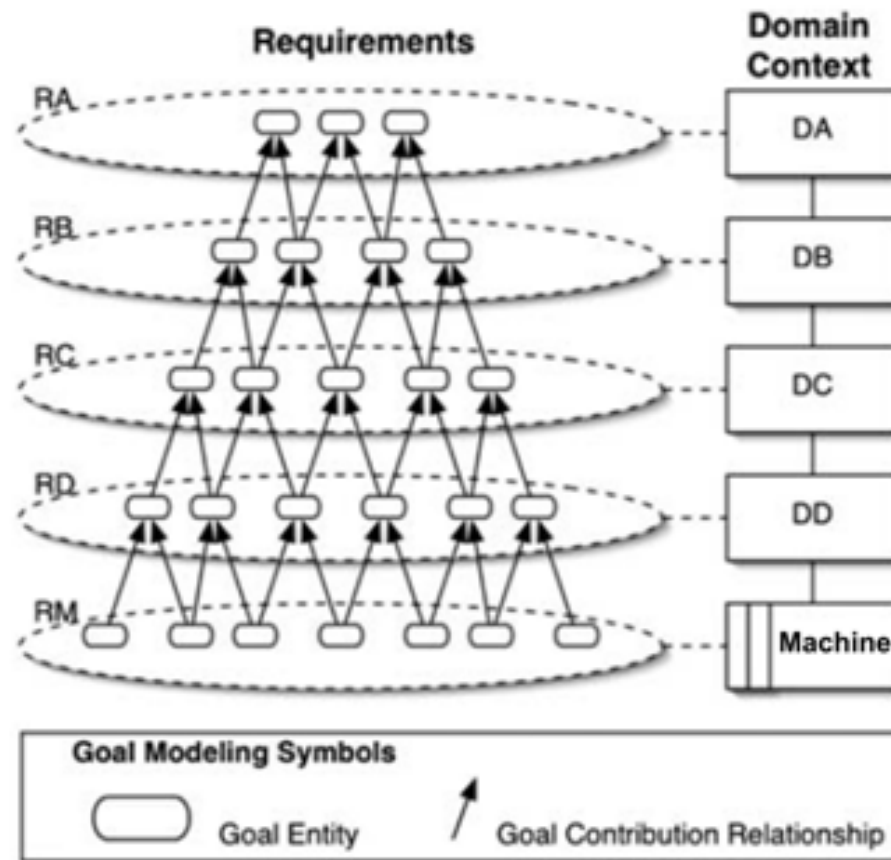 Requirements
Domain
Context
RA
DA
RB
DB
RC
DC
RD
DD
RM
Machine
Goal Modeling Symbols
Goal Entity
Goal Contribution Relationship